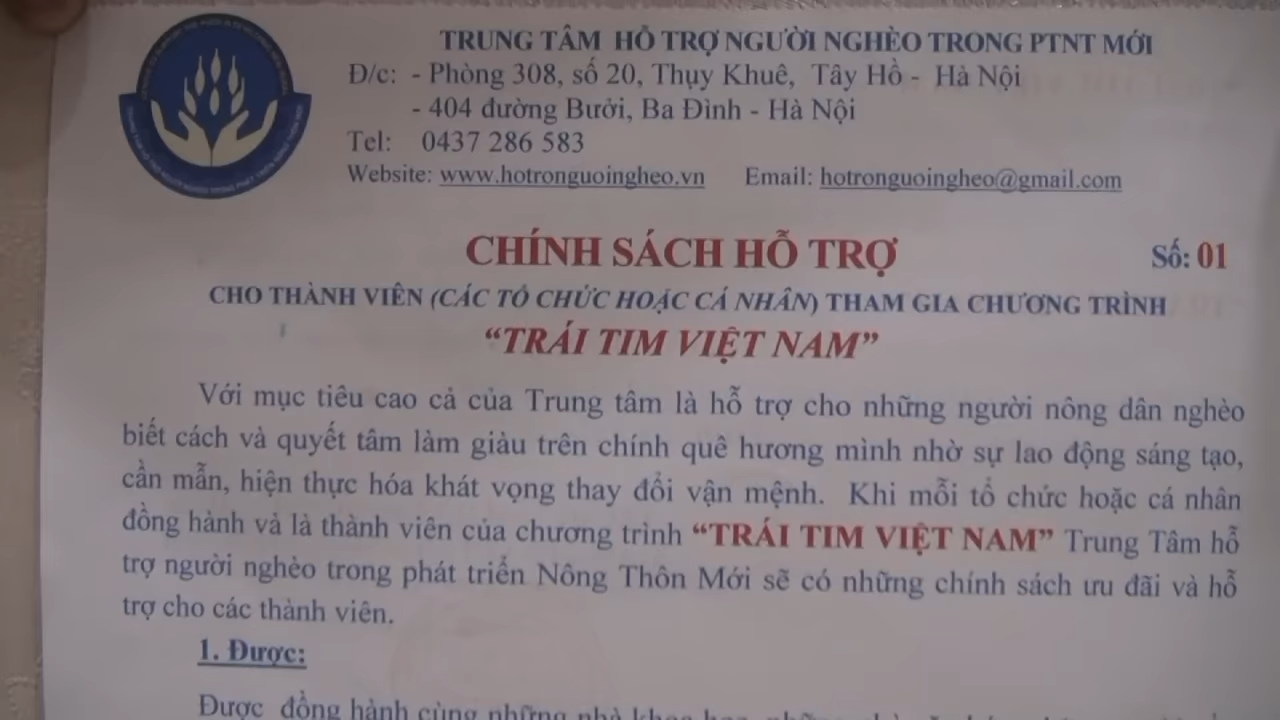 TRUNG TÂM HỖ TRỢ NGƯỜI NGHÈO TRONG PTNT MỚI
Đ/c: - Phòng 308, số 20, Thụy Khuê, Tây Hồ - Hà Nội
- 404 đường Bưởi, Ba Đình - Hà Nội
Tel: 0437 286 583
Website: www.hotronguoingheo.vn Email: hotronguoingheo@gmail.com
CHÍNH SÁCH HỖ TRỢ Số: 01
CHO THÀNH VIÊN (CÁC TỔ CHỨC HOẶC CÁ NHÂN) THAM GIA CHƯƠNG TRÌNH
“TRÁI TIM VIỆT NAM”
Với mục tiêu cao cả của Trung tâm là hỗ trợ cho những người nông dân nghèo
biết cách và quyết tâm làm giàu trên chính quê hương mình nhờ sự lao động sáng tạo,
cần mẫn, hiện thực hóa khát vọng thay đổi vận mệnh. Khi mỗi tổ chức hoặc cá nhân
đồng hành và là thành viên của chương trình “TRÁI TIM VIỆT NAM” Trung Tâm hỗ
trợ người nghèo trong phát triển Nông Thôn Mới sẽ có những chính sách ưu đãi và hỗ
trợ cho các thành viên.
1. Được:
Được đồng hành cùng những nhà khoa